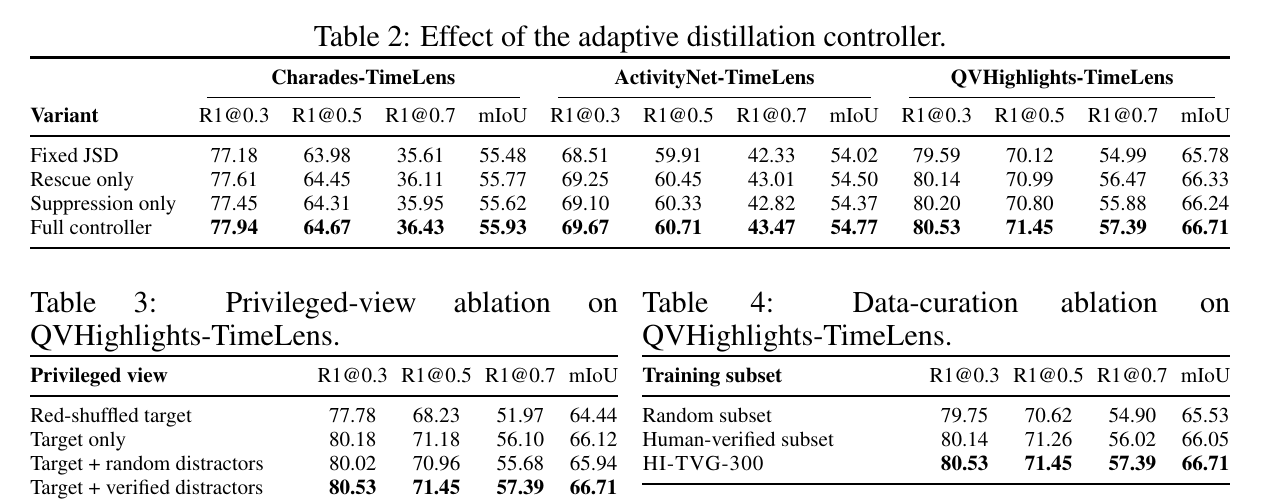 Table 2: Effect of the adaptive distillation controller.
Charades-TimeLens ActivityNet-TimeLens QVHighlights-TimeLens
Variant R1@0.3 R1@0.5 R1@0.7 mIoU R1@0.3 R1@0.5 R1@0.7 mIoU R1@0.3 R1@0.5 R1@0.7 mIoU
Fixed JSD 77.18 63.98 35.61 55.48 68.51 59.91 42.33 54.02 79.59 70.12 54.99 65.78
Rescue only 77.61 64.45 36.11 55.77 69.25 60.45 43.01 54.50 80.14 70.99 56.47 66.33
Suppression only 77.45 64.31 35.95 55.62 69.10 60.33 42.82 54.37 80.20 70.80 55.88 66.24
Full controller 77.94 64.67 36.43 55.93 69.67 60.71 43.47 54.77 80.53 71.45 57.39 66.71
Table 3: Privileged-view ablation on
QVHighlights-TimeLens.
Privileged view R1@0.3 R1@0.5 R1@0.7 mIoU
Red-shuffled target 77.78 68.23 51.97 64.44
Target only 80.18 71.18 56.10 66.12
Target + random distractors 80.02 70.96 55.68 65.94
Target + verified distractors 80.53 71.45 57.39 66.71
Table 4: Data-curation ablation on
QVHighlights-TimeLens.
Training subset R1@0.3 R1@0.5 R1@0.7 mIoU
Random subset 79.75 70.62 54.90 65.53
Human-verified subset 80.14 71.26 56.02 66.05
HI-TVG-300 80.53 71.45 57.39 66.71